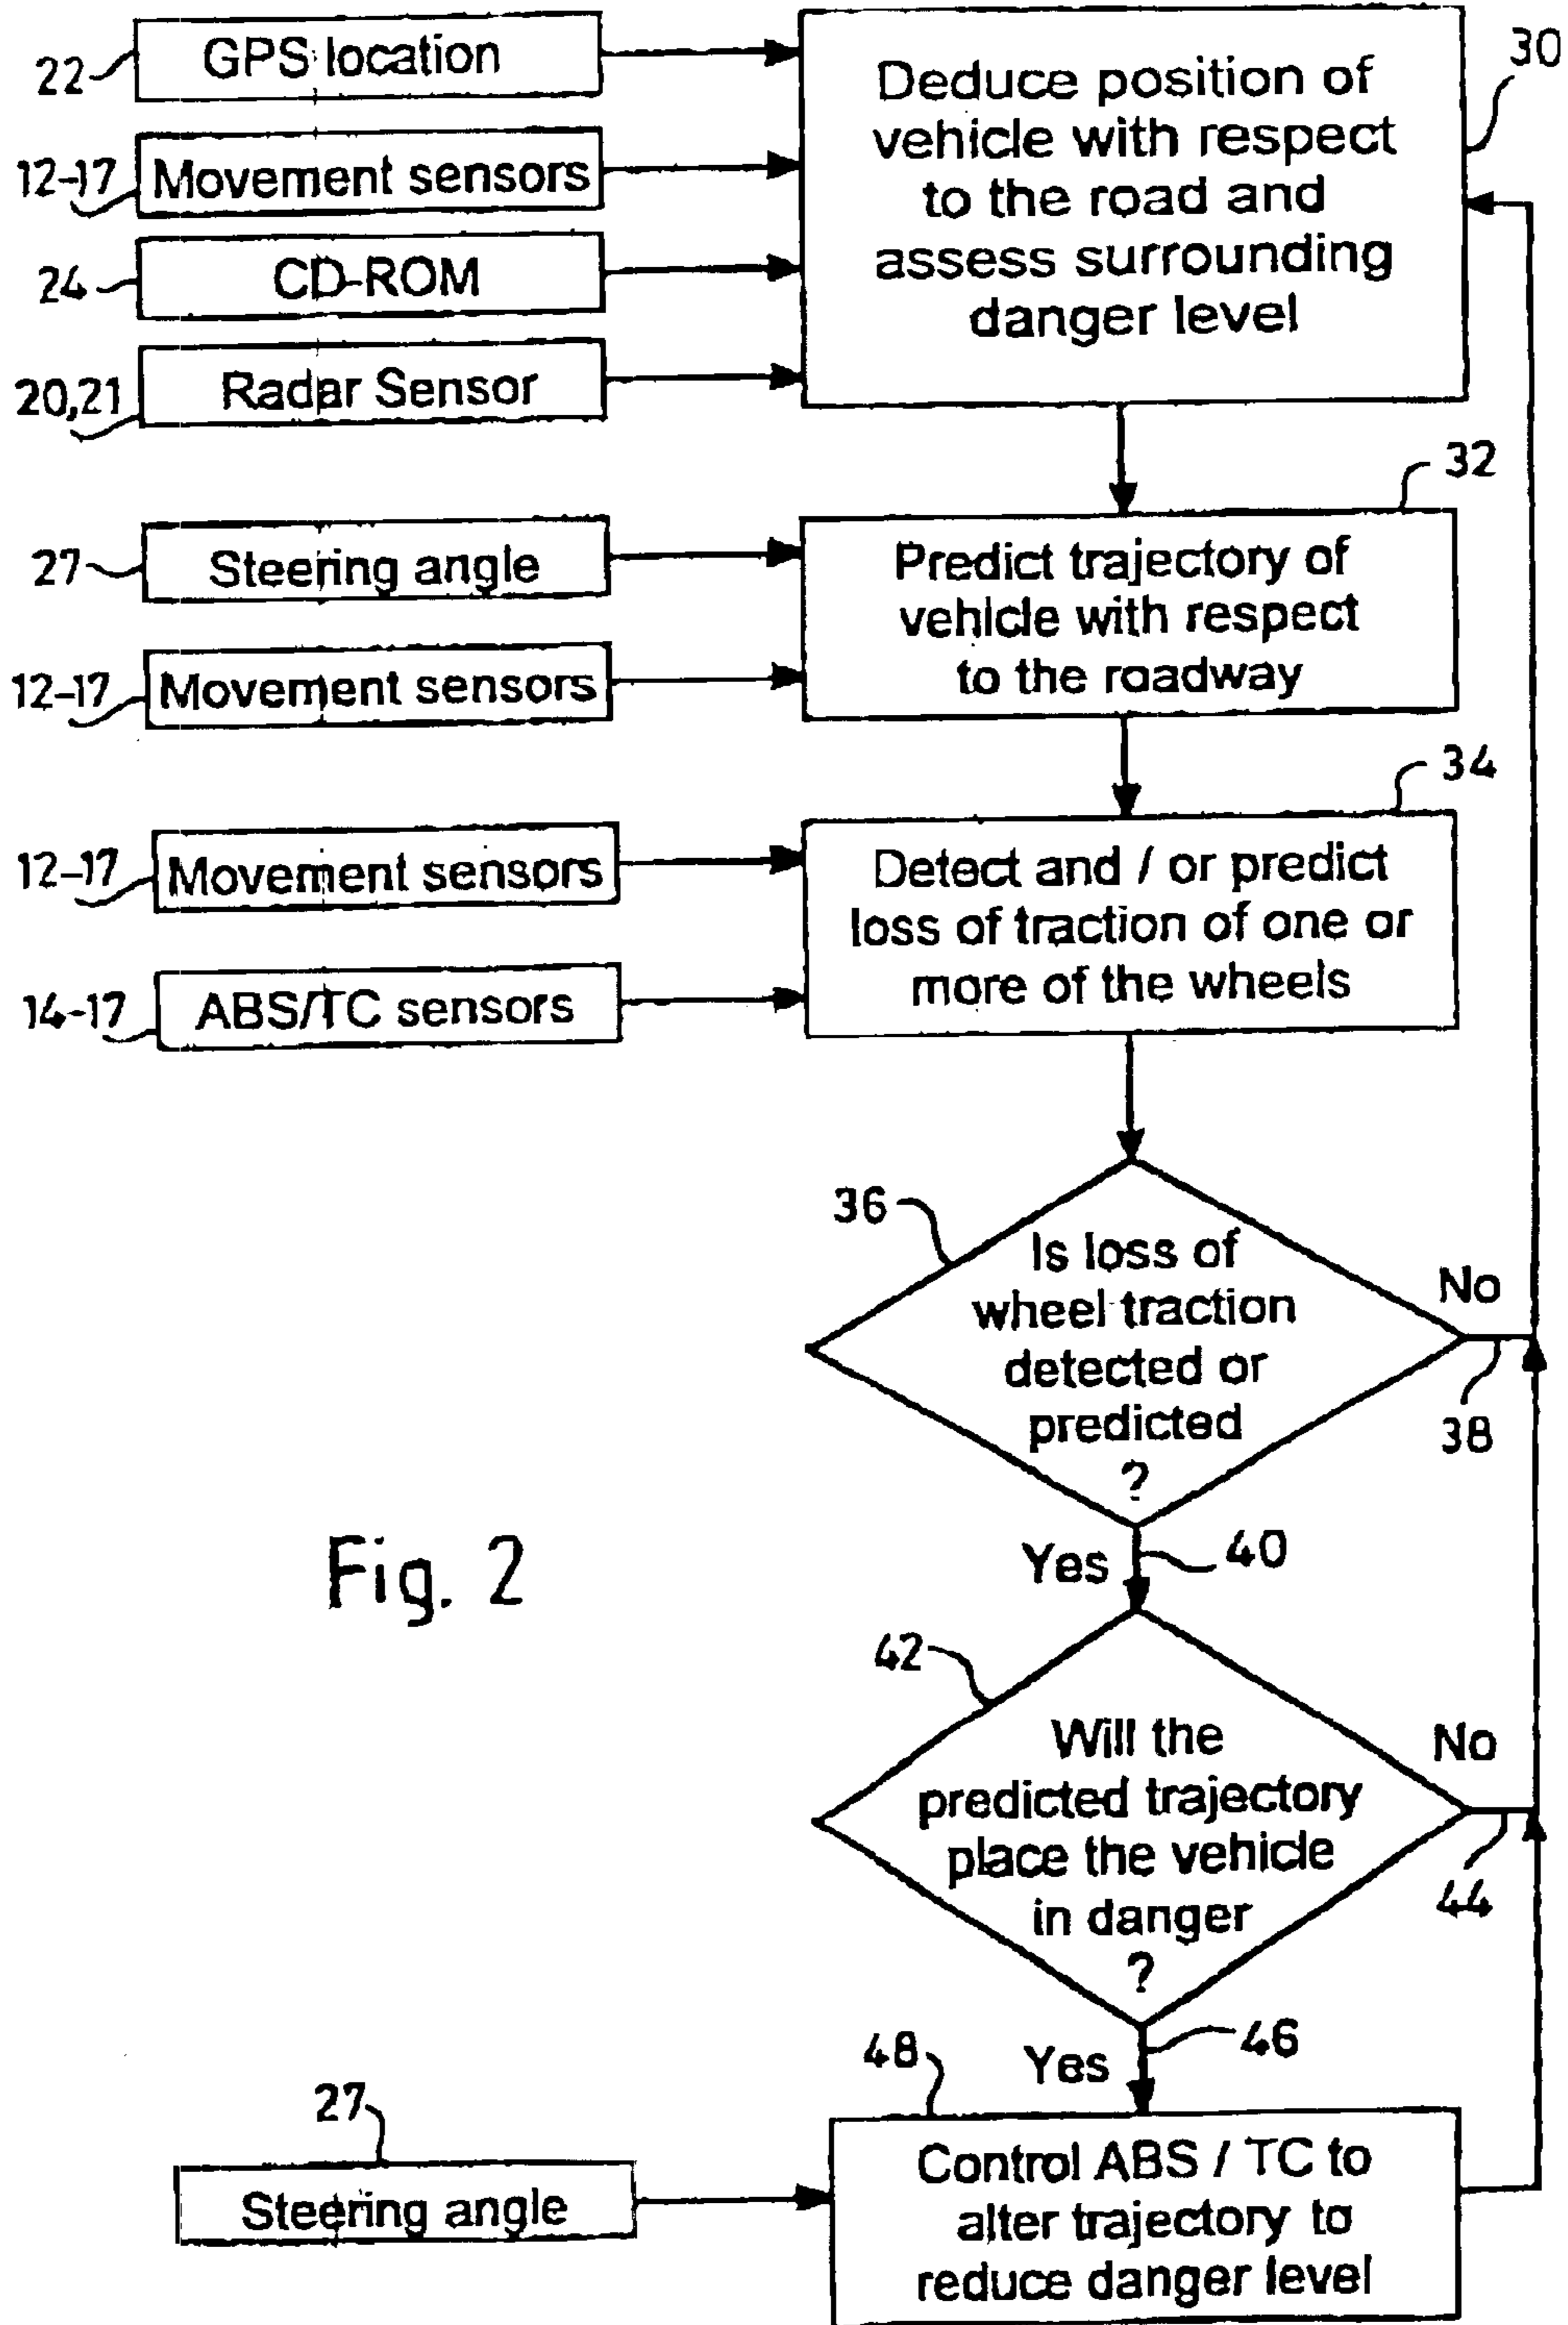 22
GPS location
12-17
Movement sensors
24
CD-ROM
20,21
Radar Sensor
30
Deduce position of
vehicle with respect
to the road and
assess surrounding
danger level
32
27
Steering angle
12-17
Movement sensors
Predict trajectory of
vehicle with respect
to the roadway
34
12-17
Movement sensors
14-17
ABS/TC sensors
Detect and / or predict
loss of traction of one or
more of the wheels
36
Is loss of
wheel traction
detected or
predicted
?
No
38
Yes
40
Fig. 2
42
Will the
predicted trajectory
place the vehicle
in danger
?
No
44
Yes
46
48
27
Steering angle
Control ABS / TC to
alter trajectory to
reduce danger level